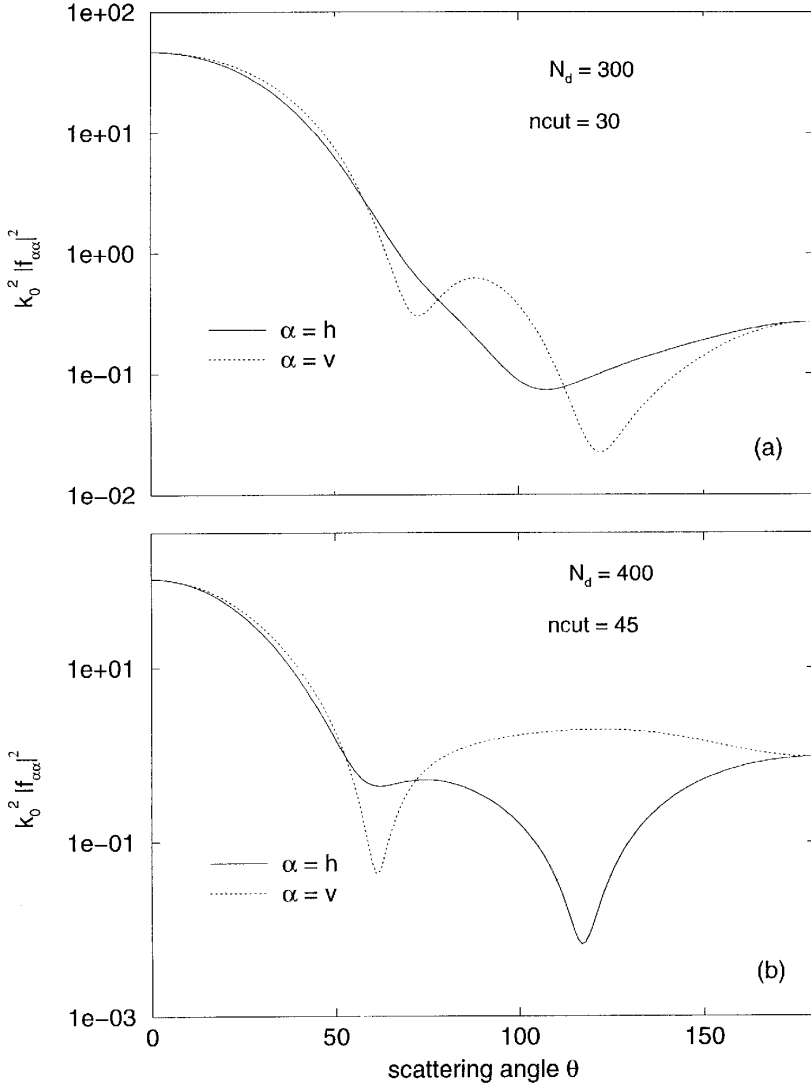 1e+02
N_d = 300
ncut = 30
1e+01
k_0^2 |f_αα|^2
1e+00
α = h
α = v
1e-01
(a)
1e-02
N_d = 400
ncut = 45
1e+01
k_0^2 |f_αα|^2
1e-01
α = h
α = v
(b)
1e-03
0 50 100 150
scattering angle θ